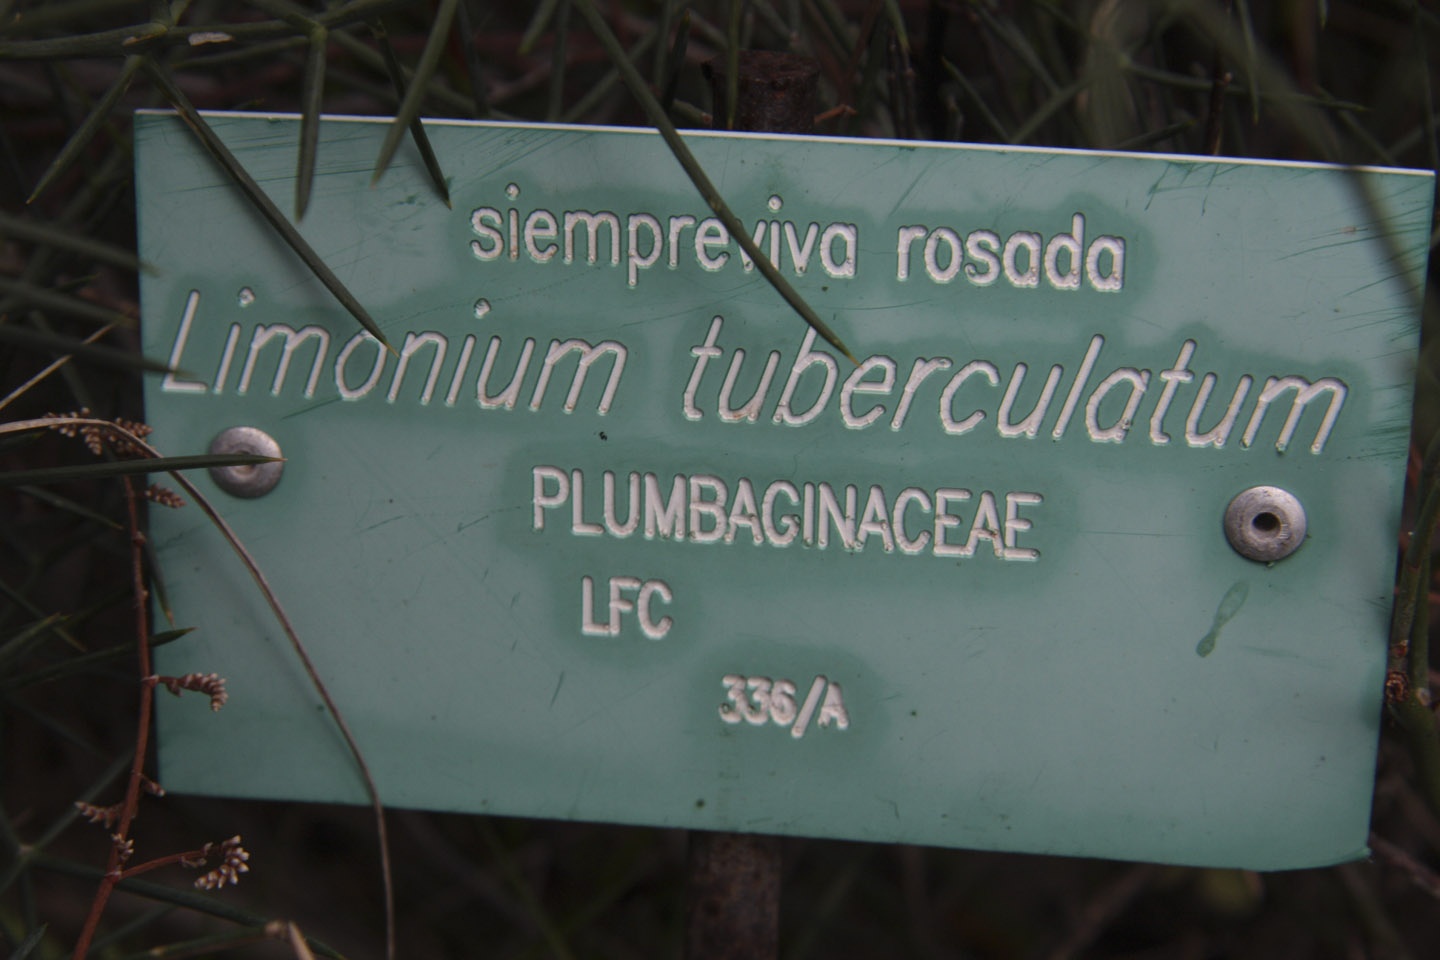 siempreviva rosada
Limonium tuberculatum
PLUMBAGINACEAE
LFC
336/A